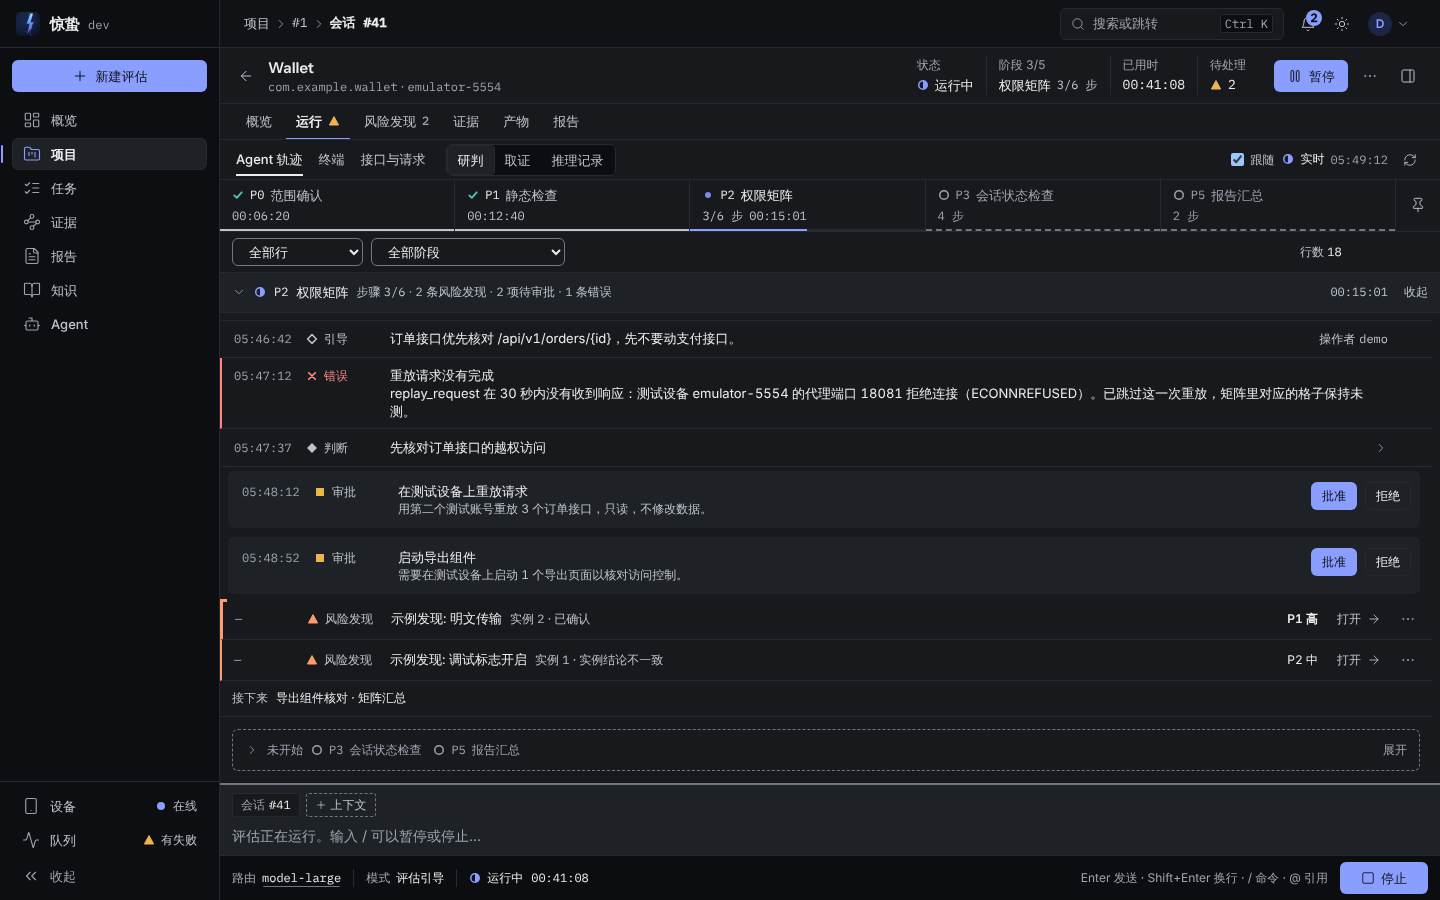 惊蛰 dev
项目 > #1 > 会话 #41
搜索或跳转 Ctrl K
2
D
新建评估
概览
项目
任务
证据
报告
知识
Agent
设备 在线
队列 有失败
收起
Wallet
com.example.wallet · emulator-5554
状态
运行中
阶段 3/5
权限矩阵 3/6 步
已用时
00:41:08
待处理
2
暂停
概览 运行 风险发现 2 证据 产物 报告
Agent 轨迹 终端 接口与请求 研判 取证 推理记录
跟随 实时 05:49:12
P0 范围确认
00:06:20
P1 静态检查
00:12:40
P2 权限矩阵
3/6 步 00:15:01
P3 会话状态检查
4 步
P5 报告汇总
2 步
全部行 全部阶段 行数 18
P2 权限矩阵 步骤 3/6 · 2 条风险发现 · 2 项待审批 · 1 条错误 00:15:01 收起
05:46:42 引导 订单接口优先核对 /api/v1/orders/{id}，先不要动支付接口。 操作者 demo
05:47:12 错误 重放请求没有完成
replay_request 在 30 秒内没有收到响应：测试设备 emulator-5554 的代理端口 18081 拒绝连接（ECONNREFUSED）。已跳过这一次重放，矩阵里对应的格子保持未
测。
05:47:37 判断 先核对订单接口的越权访问
05:48:12 审批 在测试设备上重放请求 批准 拒绝
用第二个测试账号重放 3 个订单接口，只读，不修改数据。
05:48:52 审批 启动导出组件 批准 拒绝
需要在测试设备上启动 1 个导出页面以核对访问控制。
– 风险发现 示例发现: 明文传输 实例 2 · 已确认 P1 高 打开 → ···
– 风险发现 示例发现: 调试标志开启 实例 1 · 实例结论不一致 P2 中 打开 → ···
接下来 导出组件核对 · 矩阵汇总
未开始 P3 会话状态检查 P5 报告汇总 展开
会话 #41 + 上下文
评估正在运行。输入 / 可以暂停或停止...
路由 model-large 模式 评估引导 运行中 00:41:08 Enter 发送 · Shift+Enter 换行 · / 命令 · @ 引用 停止